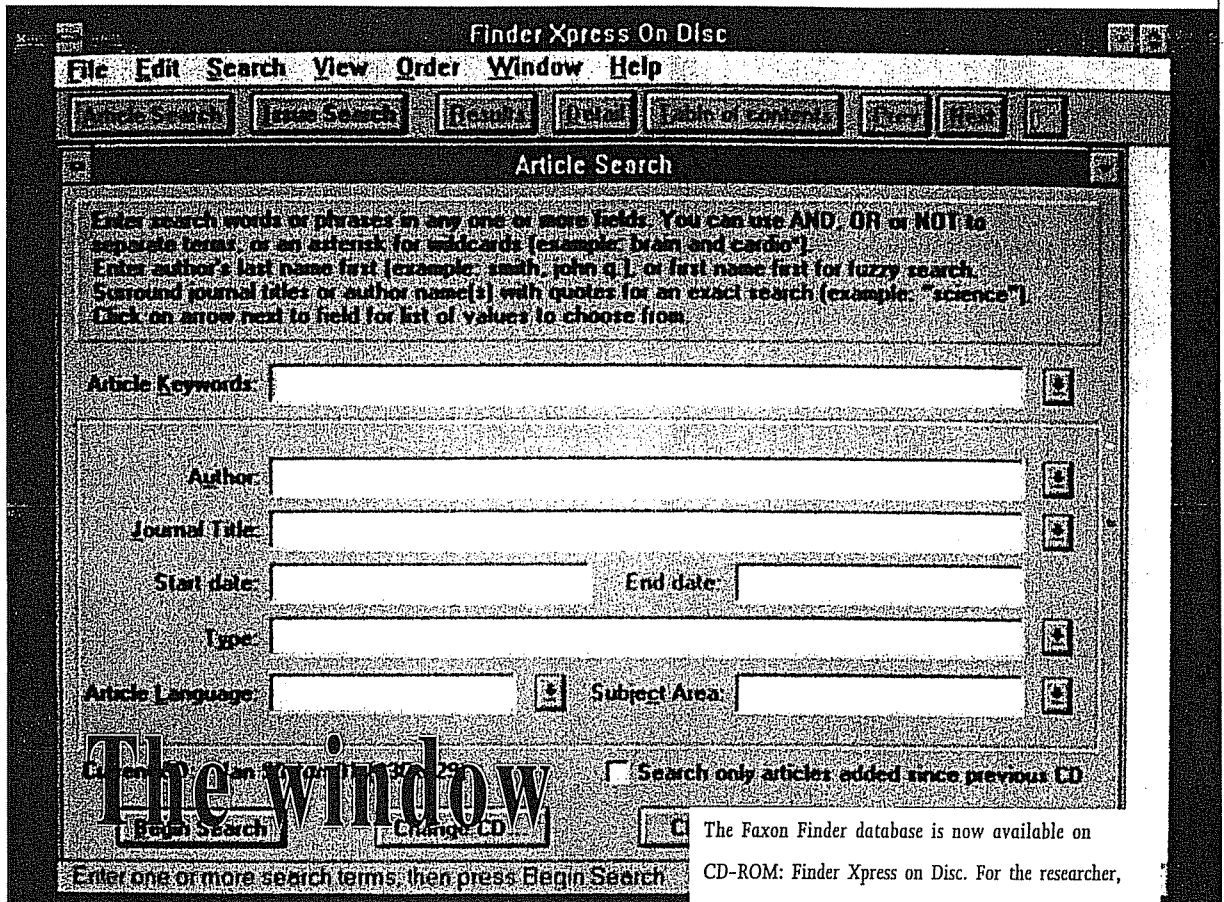 Finder Xpress On Disc
File Edit Search View Order Window Help
Article Search Issue Search Results Detail Table of contents Prev Next
Article Search
Enter search words or phrases in any one or more fields. You can use AND, OR or NOT to
separate terms, or an asterisk for wildcards (example: brain and cardio*).
Enter author's last name first (example: smith, john q.), or first name first for fuzzy search.
Surround journal titles or author name(s) with quotes for an exact search (example: "science").
Click on arrow next to field for list of values to choose from
Article Keywords:
Author:
Journal Title:
Start date: End date:
Type:
Article Language: Subject Area:
The window
Search only articles added since previous CD
Begin Search Change CD
Enter one or more search terms, then press Begin Search
The Faxon Finder database is now available on
CD-ROM: Finder Xpress on Disc. For the researcher,